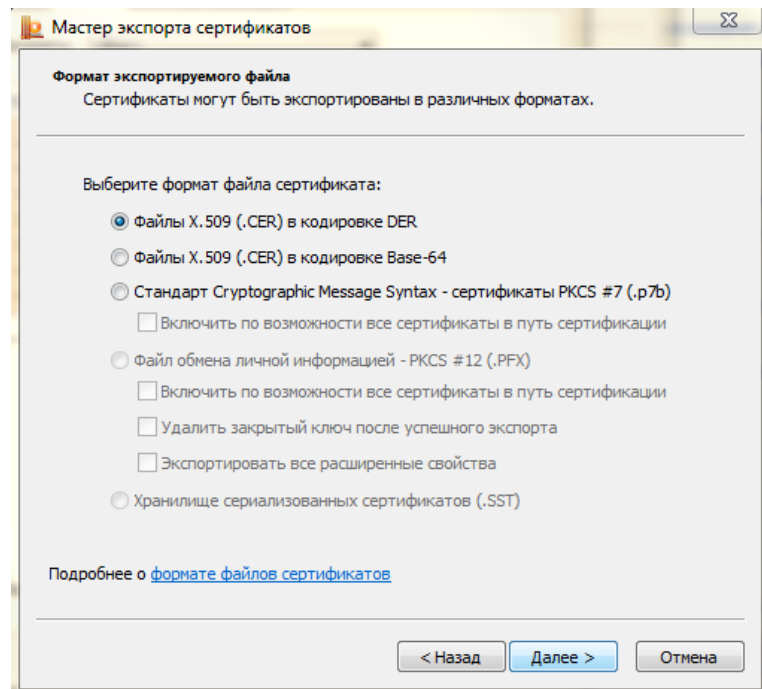 Мастер экспорта сертификатов
Формат экспортируемого файла
Сертификаты могут быть экспортированы в различных форматах.
Выберите формат файла сертификата:
Файлы X.509 (.CER) в кодировке DER
Файлы X.509 (.CER) в кодировке Base-64
Стандарт Cryptographic Message Syntax - сертификаты PKCS #7 (.p7b)
Включить по возможности все сертификаты в путь сертификации
Файл обмена личной информацией - PKCS #12 (.PFX)
Включить по возможности все сертификаты в путь сертификации
Удалить закрытый ключ после успешного экспорта
Экспортировать все расширенные свойства
Хранилище сериализованных сертификатов (.SST)
Подробнее о формате файлов сертификатов
< Назад Далее > Отмена